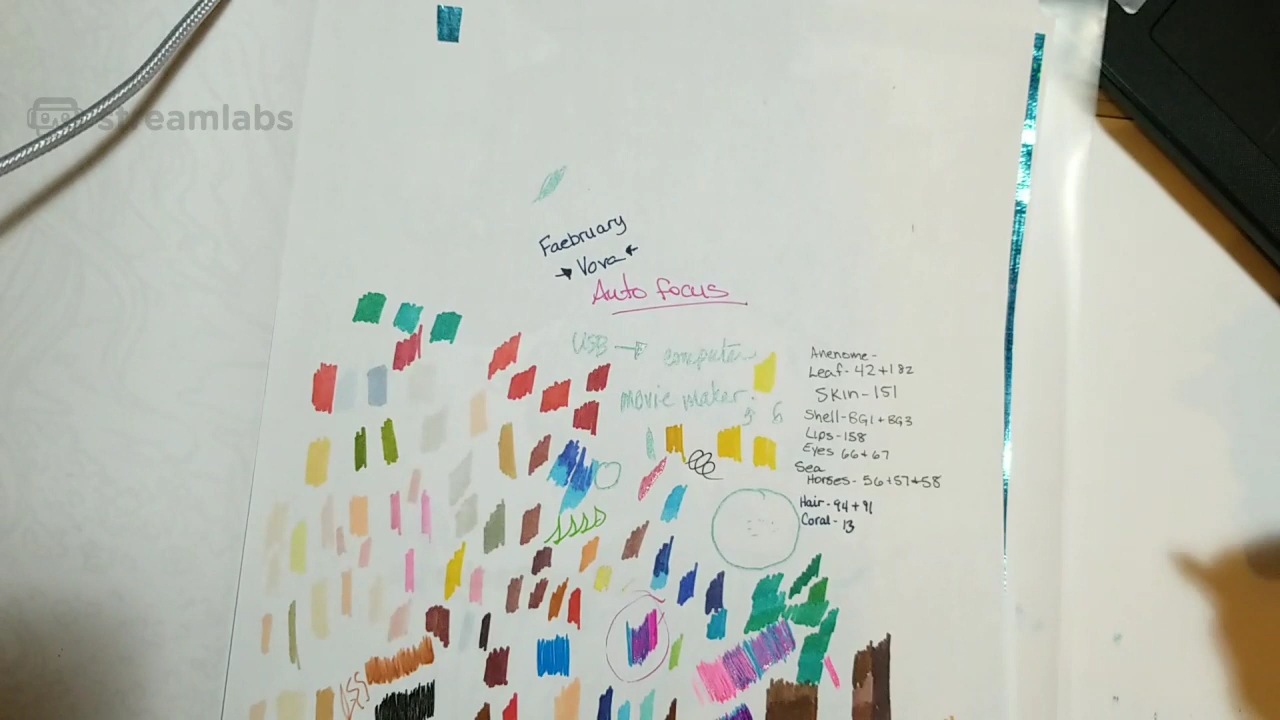 streamlabs
Faebruary
Vova
Auto focus
USB → computer
movie maker.
Anenome -
Leaf - 42 + 182
Skin - 151
Shell - BG1 + BG3
Lips - 158
Eyes 66 + 67
Sea
Horses - 56 + 57 + 58
Hair - 94 + 91
Coral - 13